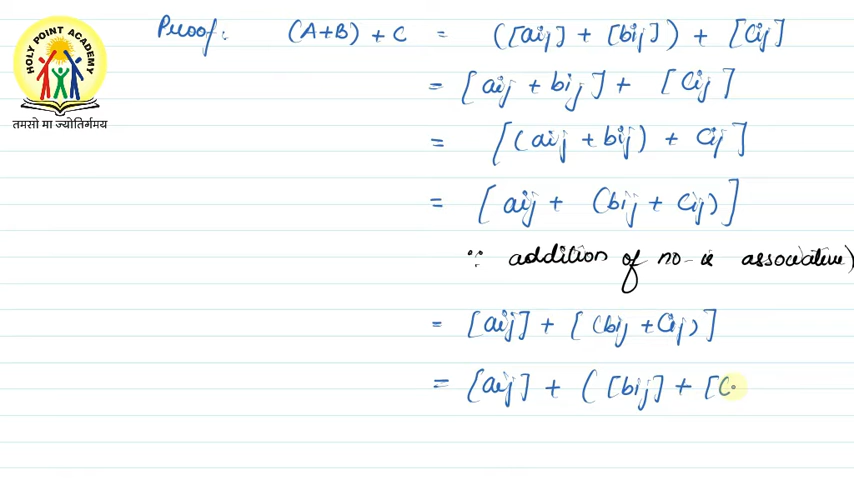 HOLY POINT ACADEMY
तमसो मा ज्योतिर्गमय
Proof: (A+B) + C = ([aij] + [bij]) + [Cij]
= [aij + bij] + [Cij]
= [(aij + bij) + Cij]
= [aij + (bij + Cij)]
∵ addition of no- is associative)
= [aij] + [(bij + Cij)]
= [aij] + ([bij] + [C